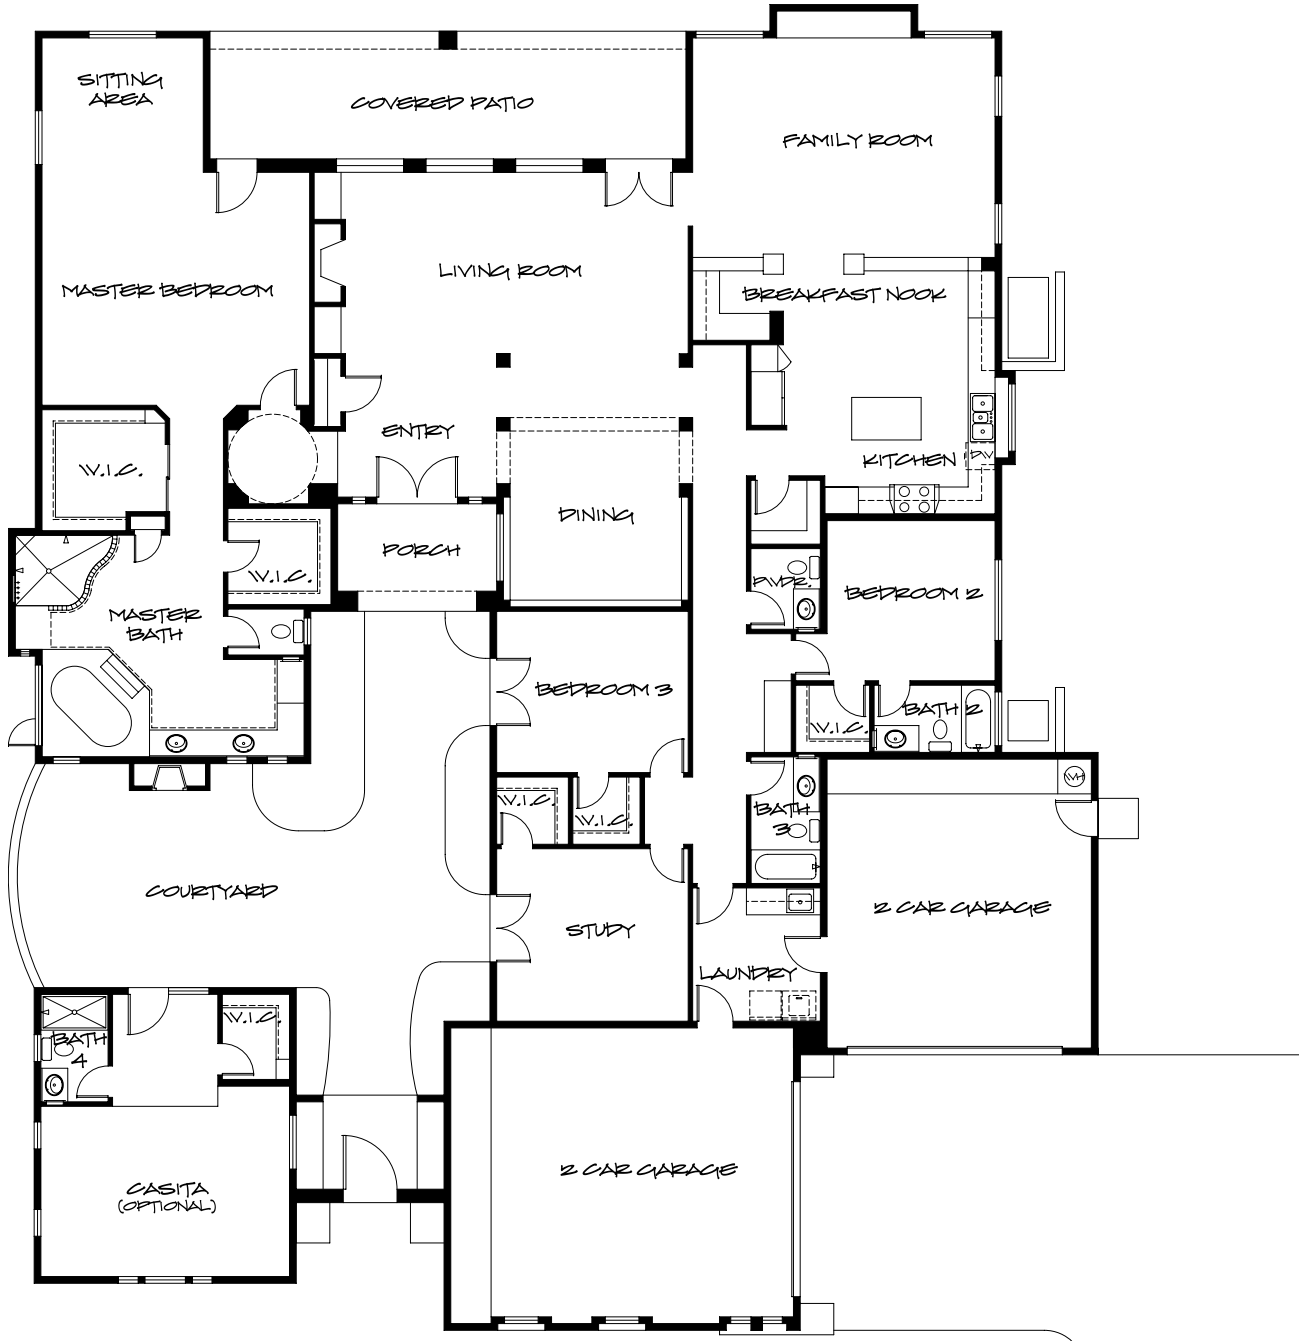 SITTING
AREA
COVERED PATIO
FAMILY ROOM
LIVING ROOM
MASTER BEDROOM
BREAKFAST NOOK
ENTRY
W.I.C.
KITCHEN
DW
DINING
PORCH
W.I.C.
PWDR.
BEDROOM 2
MASTER
BATH
BEDROOM 3
BATH 2
W.I.C.
WH
W.I.C.
W.I.C.
BATH
3
COURTYARD
2 CAR GARAGE
STUDY
LAUNDRY
W.I.C.
BATH
4
2 CAR GARAGE
CASITA
(OPTIONAL)